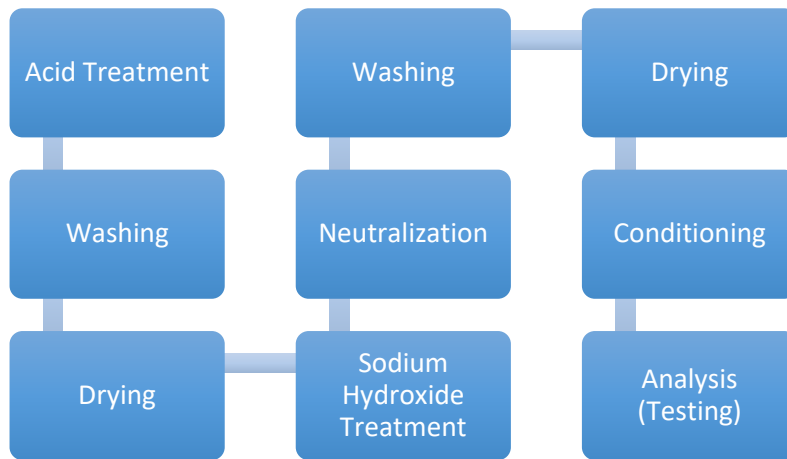 Acid Treatment
Washing
Drying
Sodium
Hydroxide
Treatment
Neutralization
Washing
Drying
Conditioning
Analysis
(Testing)